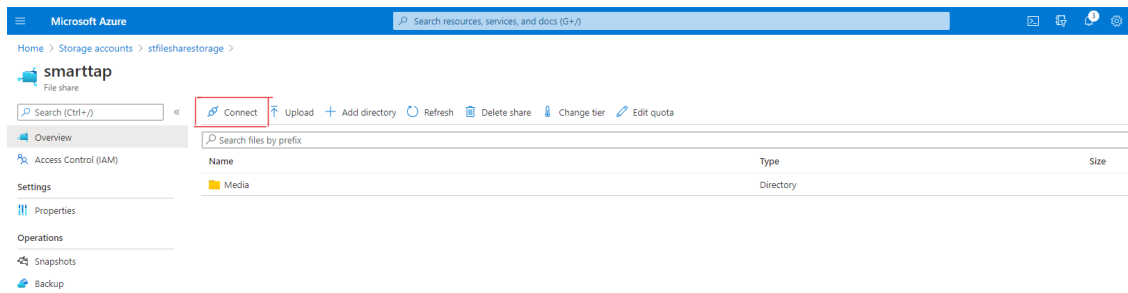 Microsoft Azure
Search resources, services, and docs (G+/)
3
Home > Storage accounts > stfilesharestorage >
smarttap
File share
Search (Ctrl+/)
«
Connect
Upload
Add directory
Refresh
Delete share
Change tier
Edit quota
Overview
Search files by prefix
Access Control (IAM)
Name
Type
Size
Settings
Media
Directory
Properties
Operations
Snapshots
Backup